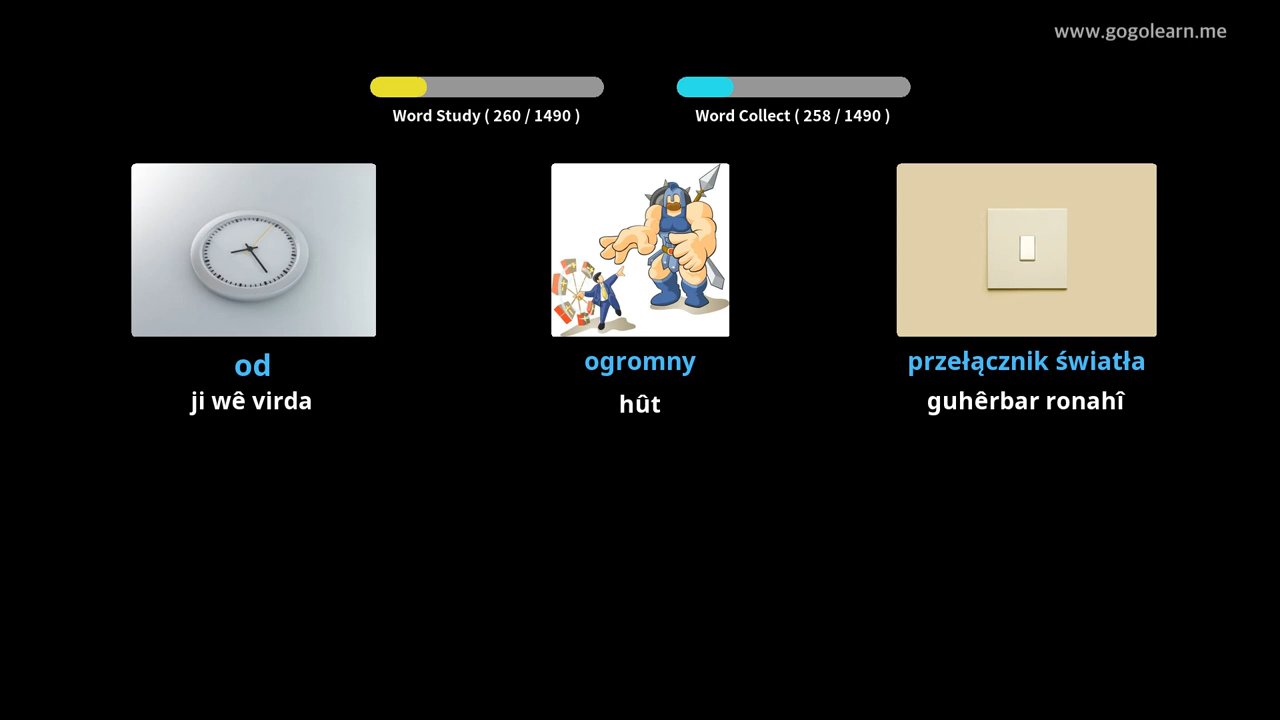 www.gogolearn.me
Word Study ( 260 / 1490 )
Word Collect ( 258 / 1490 )
od
ji wê virda
ogromny
hût
przełącznik światła
guhêrbar ronahî